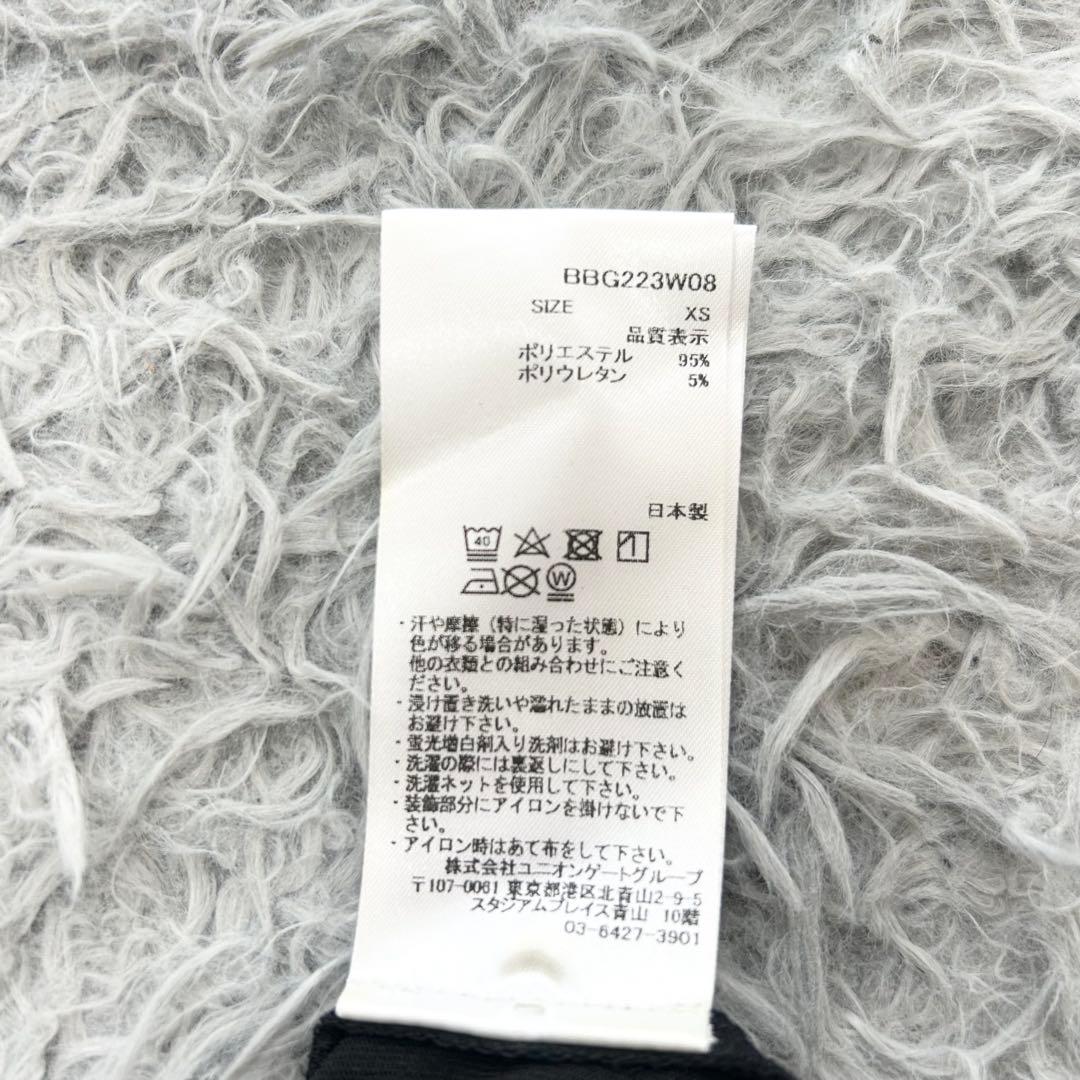 BBG223W08
SIZE XS
品質表示
ポリエステル 95%
ポリウレタン 5%
日本製
40
W
・汗や摩擦（特に湿った状態）により
色が移る場合があります。
他の衣類との組み合わせにご注意く
ださい。
・浸け置き洗いや濡れたままの放置は
お避け下さい。
・蛍光増白剤入り洗剤はお避け下さい。
・洗濯の際には裏返しにして下さい。
・洗濯ネットを使用して下さい。
・装飾部分にアイロンを掛けないで下
さい。
・アイロン時はあて布をして下さい。
株式会社ユニオンゲートグループ
〒107-0061 東京都港区北青山2-9-5
スタジアムプレイス青山 10階
03-6427-3901